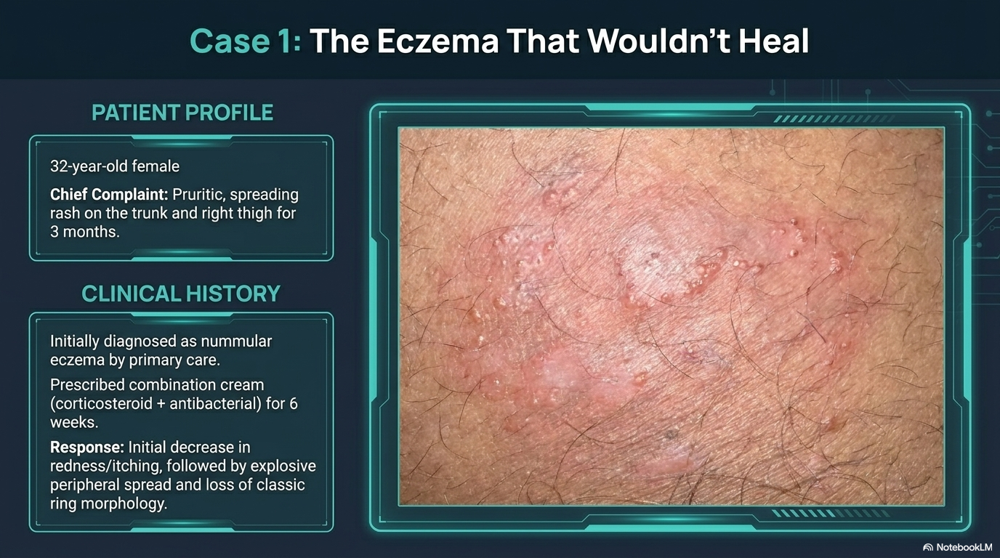 Case 1: The Eczema That Wouldn't Heal
PATIENT PROFILE
32-year-old female
Chief Complaint: Pruritic, spreading
rash on the trunk and right thigh for
3 months.
CLINICAL HISTORY
Initially diagnosed as nummular
eczema by primary care.
Prescribed combination cream
(corticosteroid + antibacterial) for 6
weeks.
Response: Initial decrease in
redness/itching, followed by explosive
peripheral spread and loss of classic
ring morphology.
NotebookLM